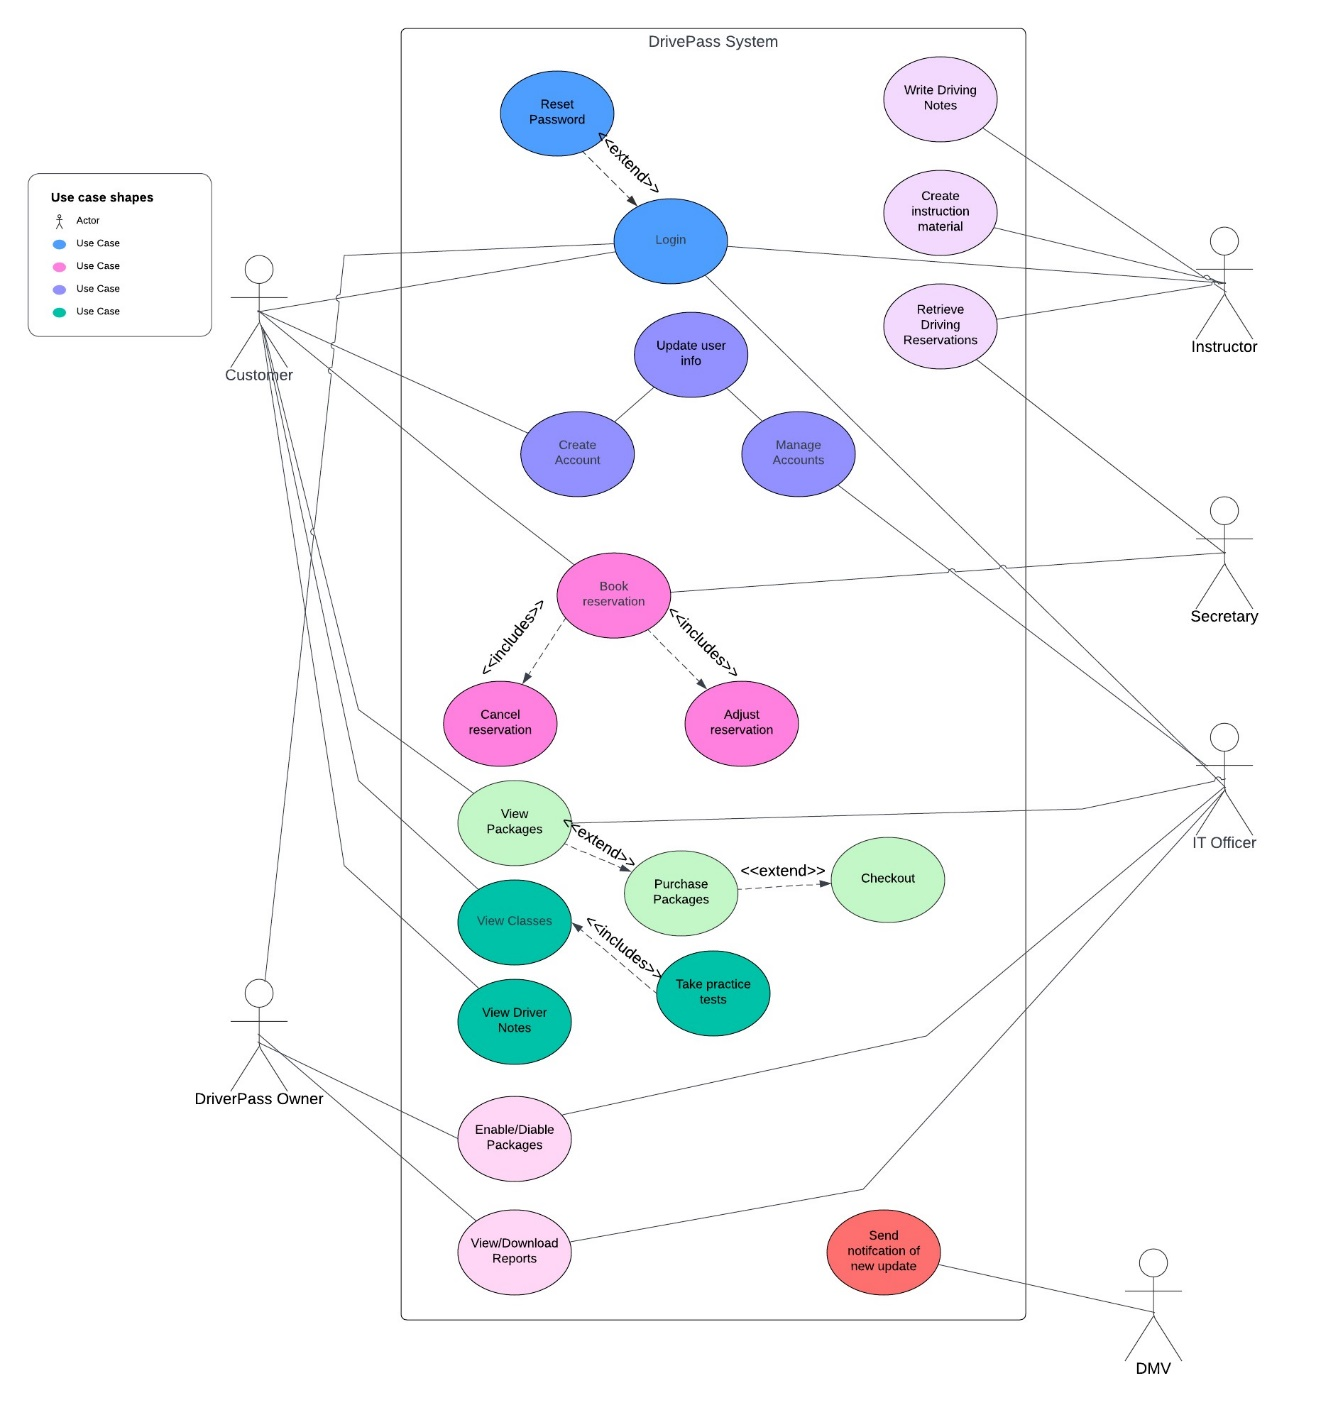 DrivePass System
Reset
Password
<<extend>>
Login
Write Driving
Notes
Create
instruction
material
Retrieve
Driving
Reservations
Use case shapes
Actor
Use Case
Use Case
Use Case
Use Case
Customer
Instructor
Update user
info
Create
Account
Manage
Accounts
Book
reservation
<<includes>>
<<includes>>
Cancel
reservation
Adjust
reservation
Secretary
View
Packages
<<extend>>
Purchase
Packages
<<extend>>
Checkout
IT Officer
View Classes
<<includes>>
Take practice
tests
View Driver
Notes
DriverPass Owner
Enable/Diable
Packages
View/Download
Reports
Send
notifcation of
new update
DMV